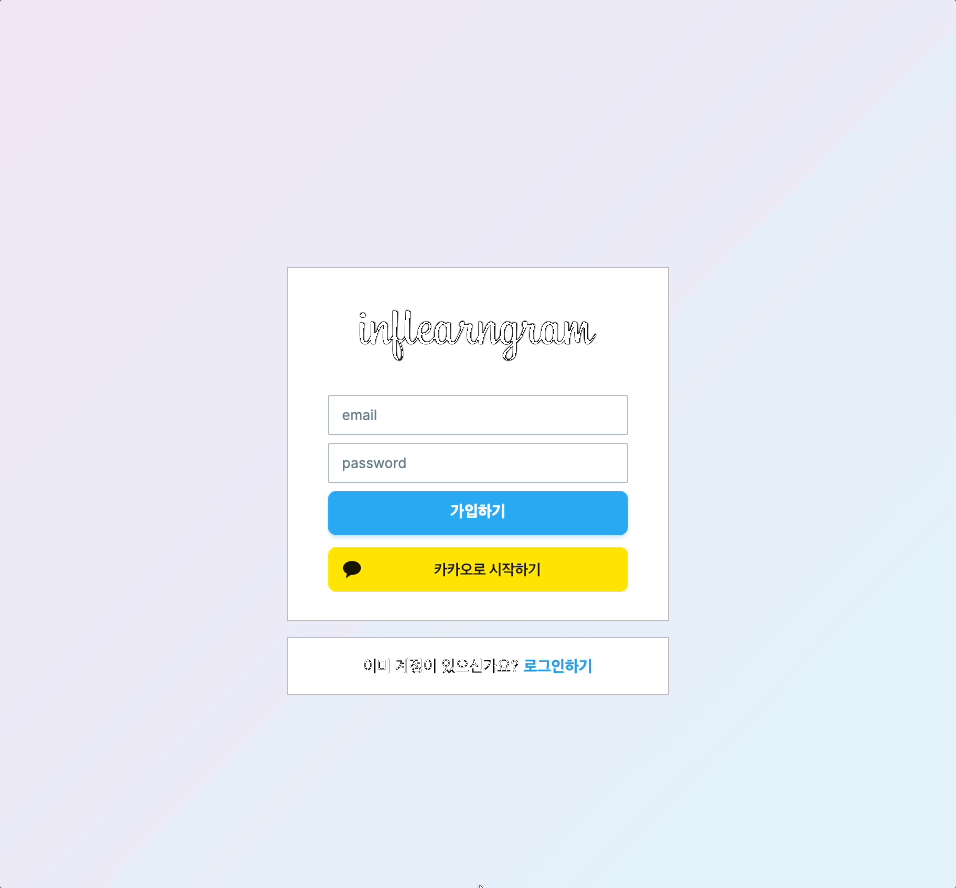 inflearngram
email
password
가입하기
카카오로 시작하기
이미 계정이 있으신가요? 로그인하기